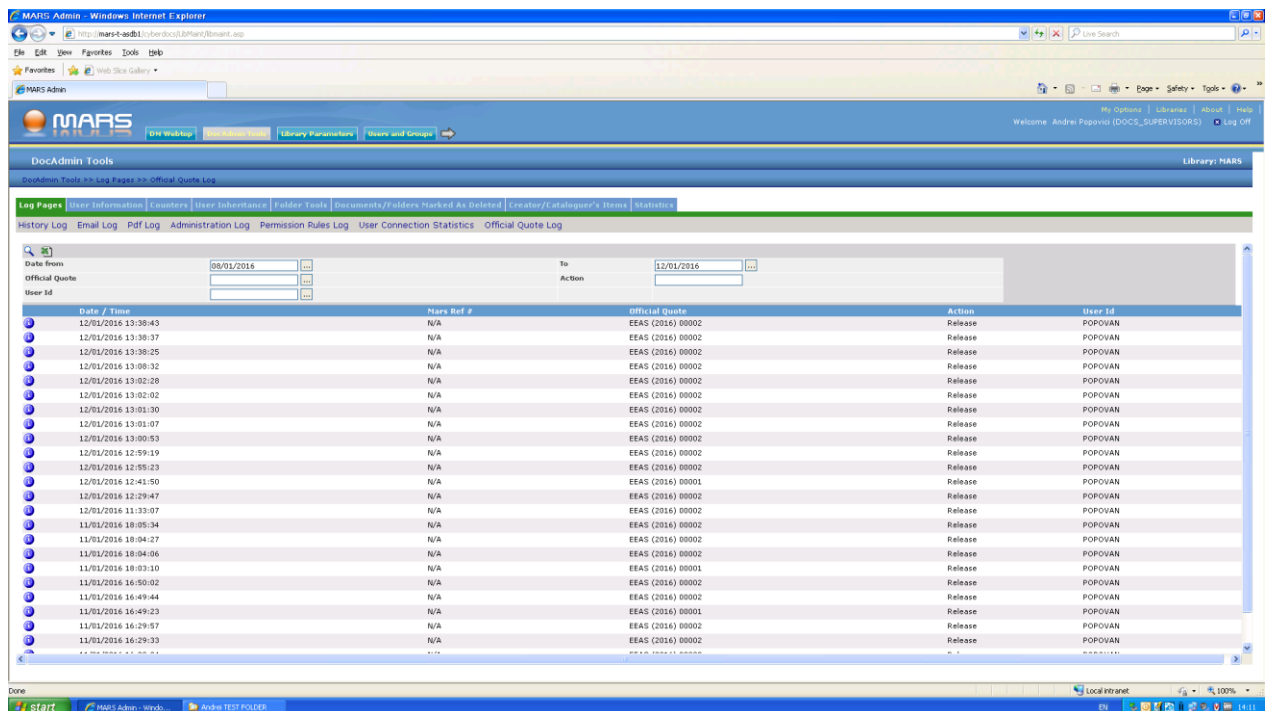 MARS Admin - Windows Internet Explorer
http://mars-t-asdb1/cyberdocs/LibMaint/libmaint.asp Live Search
File Edit View Favorites Tools Help
Favorites Web Slice Gallery
MARS Admin Page Safety Tools
My Options | Libraries | About | Help
MARS DM Webtop DocAdmin Tools Library Parameters Users and Groups Welcome Andrei Popovici (DOCS_SUPERVISORS) Log Off
DocAdmin Tools Library: MARS
DocAdmin Tools >> Log Pages >> Official Quote Log
Log Pages User Information Counters User Inheritance Folder Tools Documents/Folders Marked As Deleted Creator/Cataloguer's Items Statistics
History Log Email Log Pdf Log Administration Log Permission Rules Log User Connection Statistics Official Quote Log
Date from 08/01/2016 ... To 12/01/2016 ...
Official Quote ... Action
User Id ...
Date / Time Mars Ref # Official Quote Action User Id
12/01/2016 13:38:43 N/A EEAS (2016) 00002 Release POPOVAN
12/01/2016 13:38:37 N/A EEAS (2016) 00002 Release POPOVAN
12/01/2016 13:38:25 N/A EEAS (2016) 00002 Release POPOVAN
12/01/2016 13:08:32 N/A EEAS (2016) 00002 Release POPOVAN
12/01/2016 13:02:28 N/A EEAS (2016) 00002 Release POPOVAN
12/01/2016 13:02:02 N/A EEAS (2016) 00002 Release POPOVAN
12/01/2016 13:01:30 N/A EEAS (2016) 00002 Release POPOVAN
12/01/2016 13:01:07 N/A EEAS (2016) 00002 Release POPOVAN
12/01/2016 13:00:53 N/A EEAS (2016) 00002 Release POPOVAN
12/01/2016 12:59:19 N/A EEAS (2016) 00002 Release POPOVAN
12/01/2016 12:55:23 N/A EEAS (2016) 00002 Release POPOVAN
12/01/2016 12:41:50 N/A EEAS (2016) 00001 Release POPOVAN
12/01/2016 12:29:47 N/A EEAS (2016) 00002 Release POPOVAN
12/01/2016 11:33:07 N/A EEAS (2016) 00002 Release POPOVAN
11/01/2016 18:05:34 N/A EEAS (2016) 00002 Release POPOVAN
11/01/2016 18:04:27 N/A EEAS (2016) 00002 Release POPOVAN
11/01/2016 18:04:06 N/A EEAS (2016) 00002 Release POPOVAN
11/01/2016 18:03:10 N/A EEAS (2016) 00001 Release POPOVAN
11/01/2016 16:50:02 N/A EEAS (2016) 00002 Release POPOVAN
11/01/2016 16:49:44 N/A EEAS (2016) 00002 Release POPOVAN
11/01/2016 16:49:23 N/A EEAS (2016) 00001 Release POPOVAN
11/01/2016 16:29:57 N/A EEAS (2016) 00002 Release POPOVAN
11/01/2016 16:29:33 N/A EEAS (2016) 00002 Release POPOVAN
Done Local intranet 100%
start MARS Admin - Windo... Andrei TEST FOLDER EN 14:11